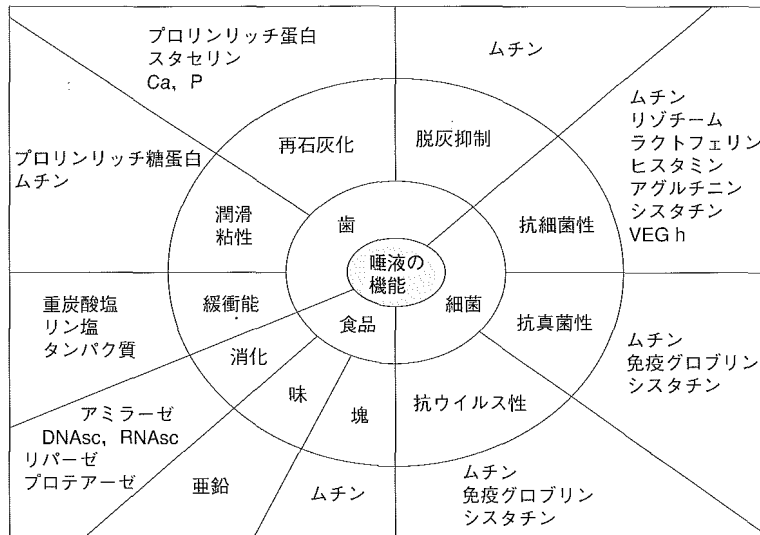 プロリンリッチ蛋白
スタセリン
Ca, P
ムチン
ムチン
リゾチーム
ラクトフェリン
ヒスタミン
アグルチニン
シスタチン
VEG h
プロリンリッチ糖蛋白
ムチン
再石灰化
脱灰抑制
潤滑
粘性
歯
抗細菌性
唾液の
機能
重炭酸塩
リン塩
タンパク質
緩衝能
食品
細菌
抗真菌性
ムチン
免疫グロブリン
シスタチン
消化
味
塊
抗ウイルス性
アミラーゼ
DNAsc, RNAsc
リパーゼ
プロテアーゼ
亜鉛
ムチン
ムチン
免疫グロブリン
シスタチン